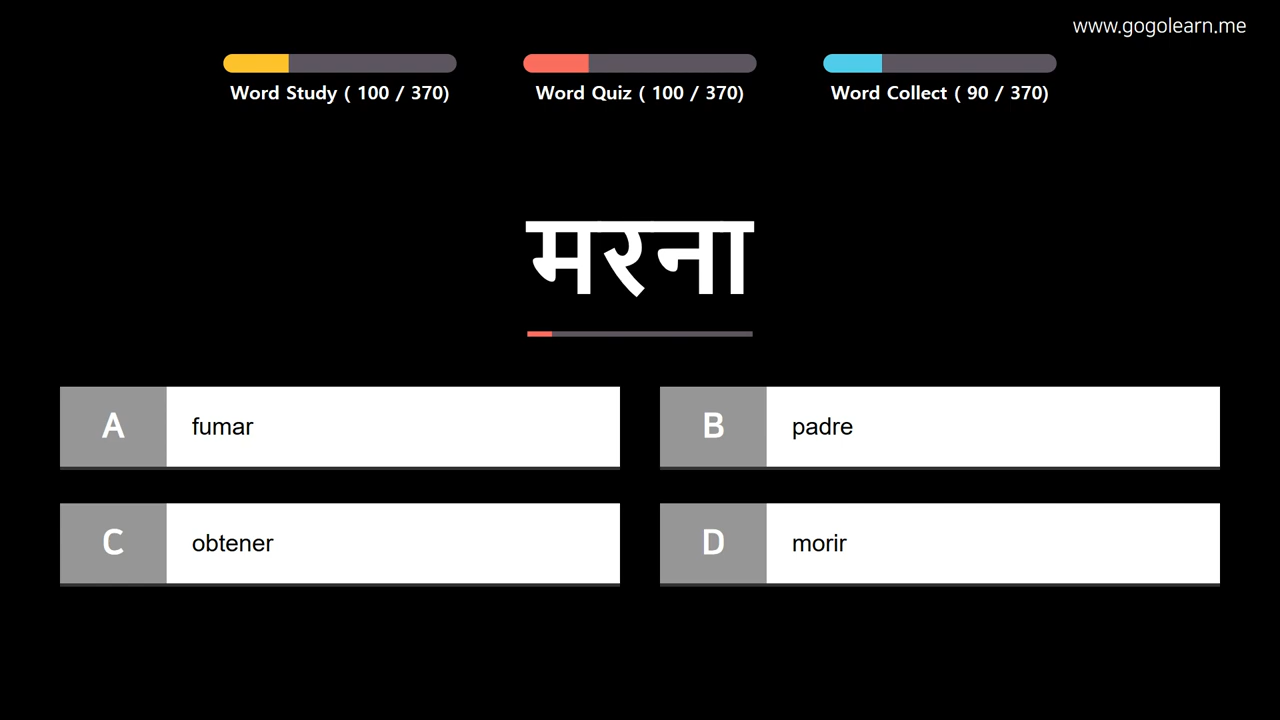 www.gogolearn.me
Word Study ( 100 / 370)
Word Quiz ( 100 / 370)
Word Collect ( 90 / 370)
मरना
A fumar
B padre
C obtener
D morir